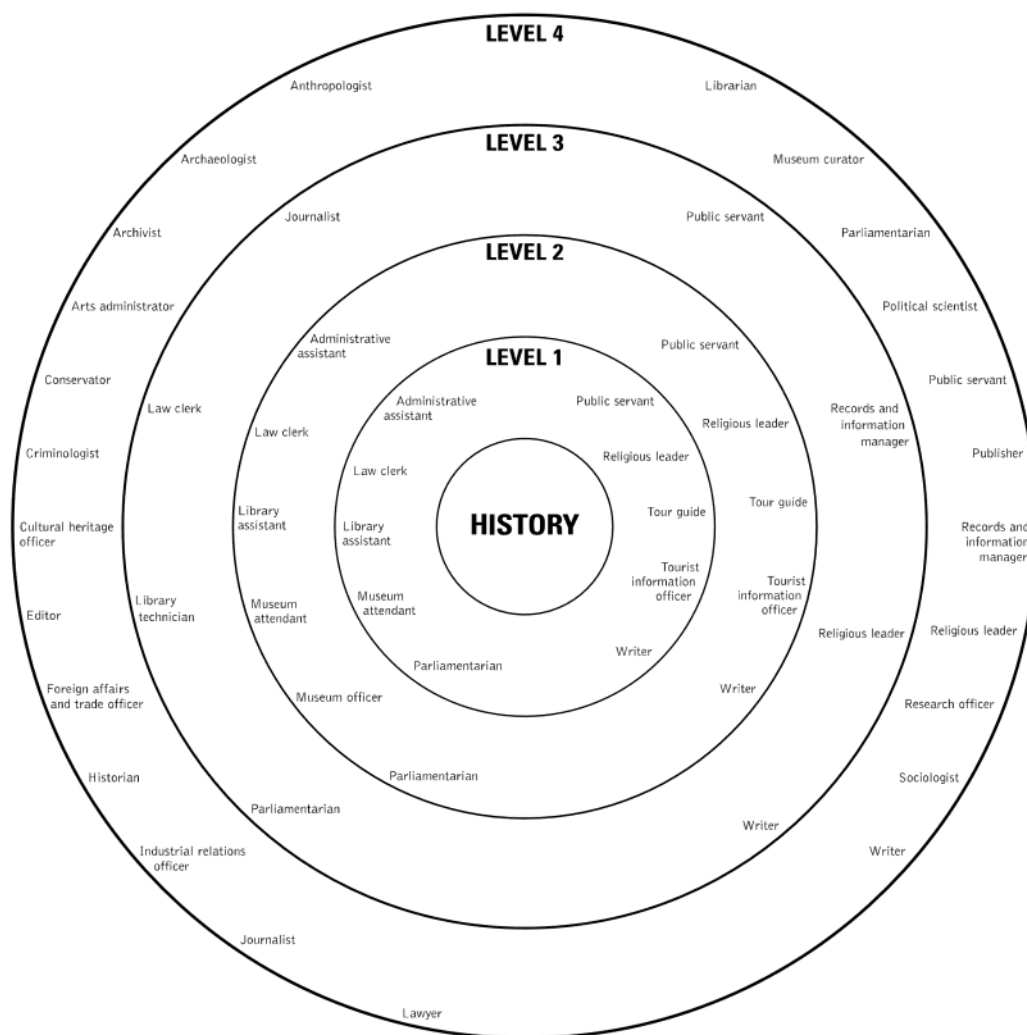 LEVEL 4
Anthropologist
Librarian
Archaeologist
Museum curator
Archivist
Parliamentarian
Arts administrator
Political scientist
Conservator
Public servant
Criminologist
Publisher
Cultural heritage
officer
Records and
information
manager
Editor
Religious leader
Foreign affairs
and trade officer
Research officer
Historian
Sociologist
Industrial relations
officer
Writer
Journalist
Lawyer
LEVEL 3
Journalist
Public servant
Law clerk
Records and
information
manager
Library
technician
Religious leader
Parliamentarian
Writer
LEVEL 2
Administrative
assistant
Public servant
Law clerk
Religious leader
Library
assistant
Tour guide
Museum
attendant
Tourist
information
officer
Museum officer
Writer
Parliamentarian
LEVEL 1
Administrative
assistant
Public servant
Law clerk
Religious leader
Library
assistant
Tour guide
Museum
attendant
Tourist
information
officer
Parliamentarian
Writer
HISTORY